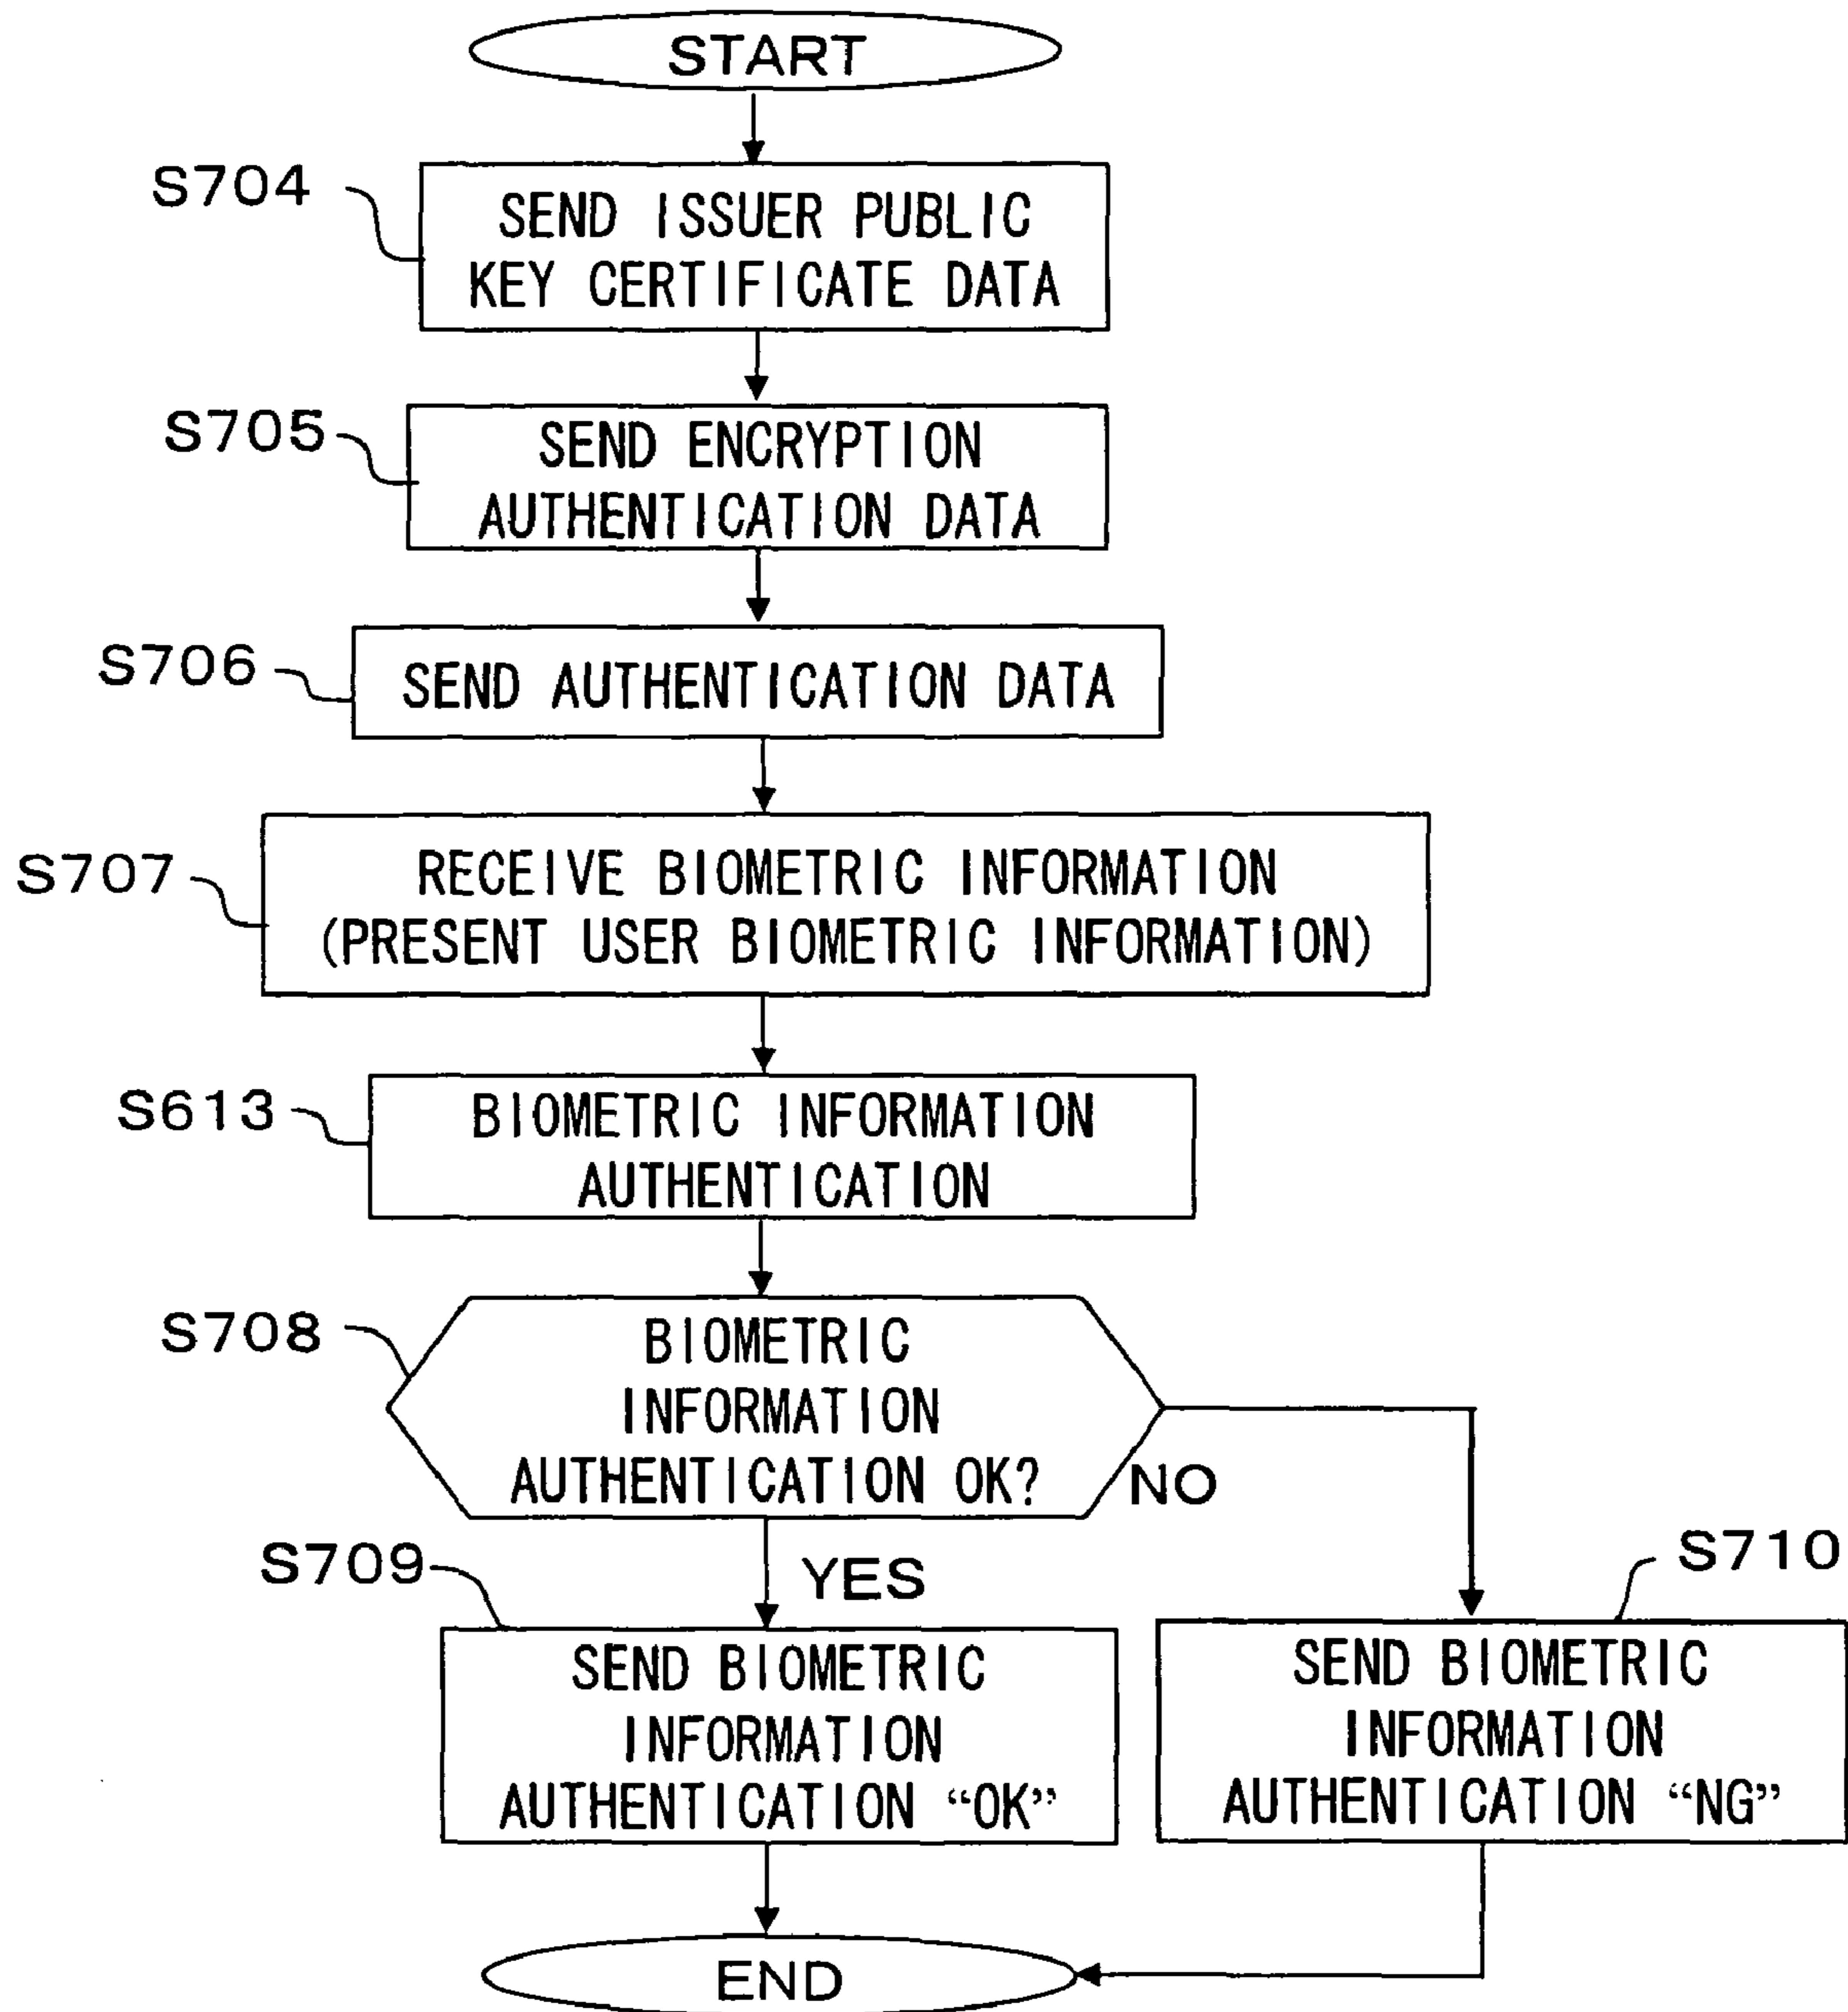 START
S704
SEND ISSUER PUBLIC
KEY CERTIFICATE DATA
S705
SEND ENCRYPTION
AUTHENTICATION DATA
S706
SEND AUTHENTICATION DATA
S707
RECEIVE BIOMETRIC INFORMATION
(PRESENT USER BIOMETRIC INFORMATION)
S613
BIOMETRIC INFORMATION
AUTHENTICATION
S708
BIOMETRIC
INFORMATION
AUTHENTICATION OK?
NO
YES
S709
SEND BIOMETRIC
INFORMATION
AUTHENTICATION “OK”
S710
SEND BIOMETRIC
INFORMATION
AUTHENTICATION “NG”
END